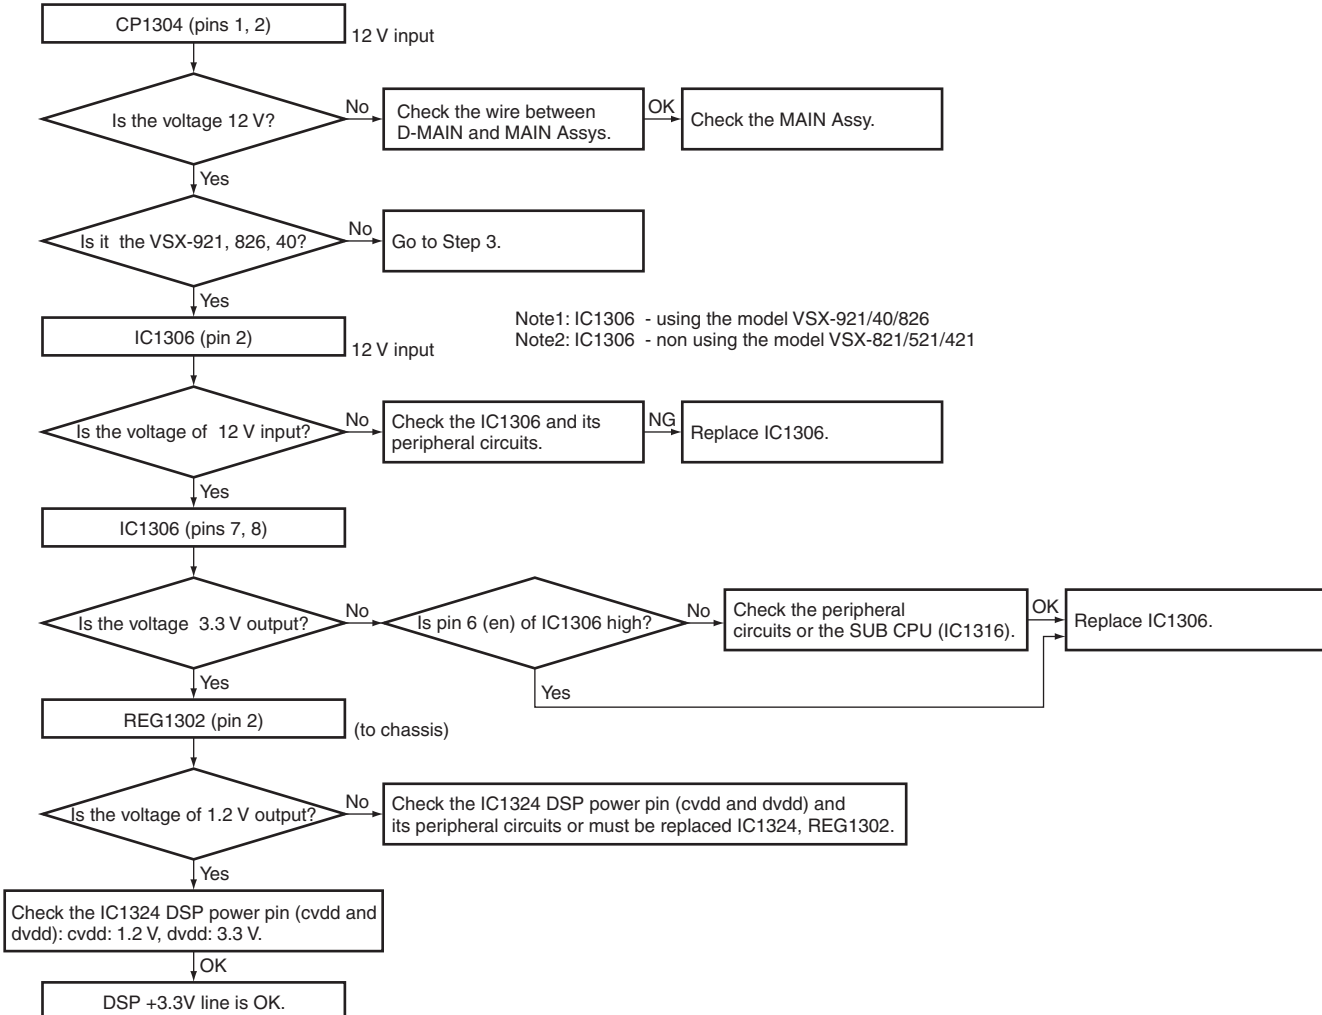 CP1304 (pins 1, 2)
12 V input
Is the voltage 12 V?
No
Check the wire between
D-MAIN and MAIN Assys.
OK
Check the MAIN Assy.
Yes
Is it the VSX-921, 826, 40?
No
Go to Step 3.
Yes
IC1306 (pin 2)
12 V input
Note1: IC1306 - using the model VSX-921/40/826
Note2: IC1306 - non using the model VSX-821/521/421
Is the voltage of 12 V input?
No
Check the IC1306 and its
peripheral circuits.
NG
Replace IC1306.
Yes
IC1306 (pins 7, 8)
Is the voltage 3.3 V output?
No
Is pin 6 (en) of IC1306 high?
No
Check the peripheral
circuits or the SUB CPU (IC1316).
OK
Replace IC1306.
Yes
Yes
REG1302 (pin 2)
(to chassis)
Is the voltage of 1.2 V output?
No
Check the IC1324 DSP power pin (cvdd and dvdd) and
its peripheral circuits or must be replaced IC1324, REG1302.
Yes
Check the IC1324 DSP power pin (cvdd and
dvdd): cvdd: 1.2 V, dvdd: 3.3 V.
OK
DSP +3.3V line is OK.